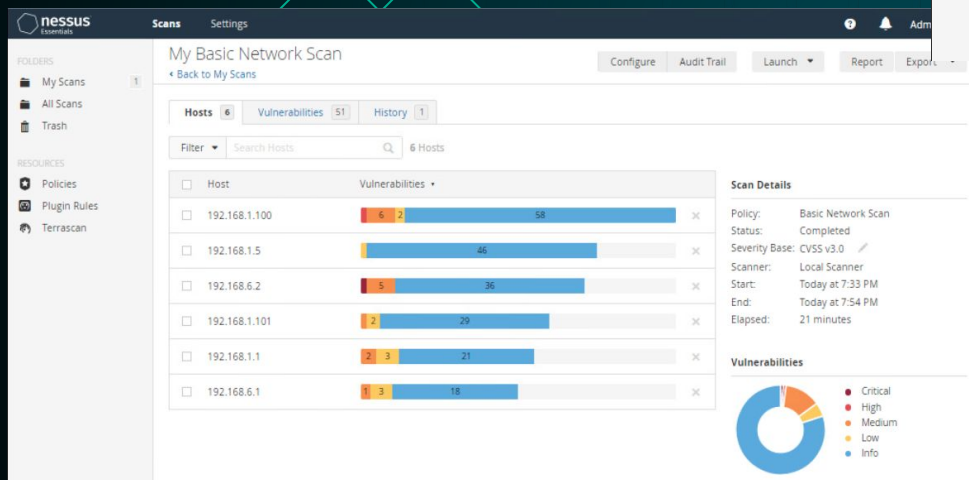 nessus
Essentials
Scans Settings
FOLDERS
My Scans 1
All Scans
Trash
RESOURCES
Policies
Plugin Rules
Terrascan
My Basic Network Scan
Back to My Scans
Configure Audit Trail Launch Report Export
Hosts 6 Vulnerabilities 51 History 1
Filter Search Hosts 6 Hosts
Host Vulnerabilities
192.168.1.100 6 2 58
192.168.1.5 46
192.168.6.2 5 36
192.168.1.101 2 29
192.168.1.1 2 3 21
192.168.6.1 1 3 18
Scan Details
Policy: Basic Network Scan
Status: Completed
Severity Base: CVSS v3.0
Scanner: Local Scanner
Start: Today at 7:33 PM
End: Today at 7:54 PM
Elapsed: 21 minutes
Vulnerabilities
Critical
High
Medium
Low
Info